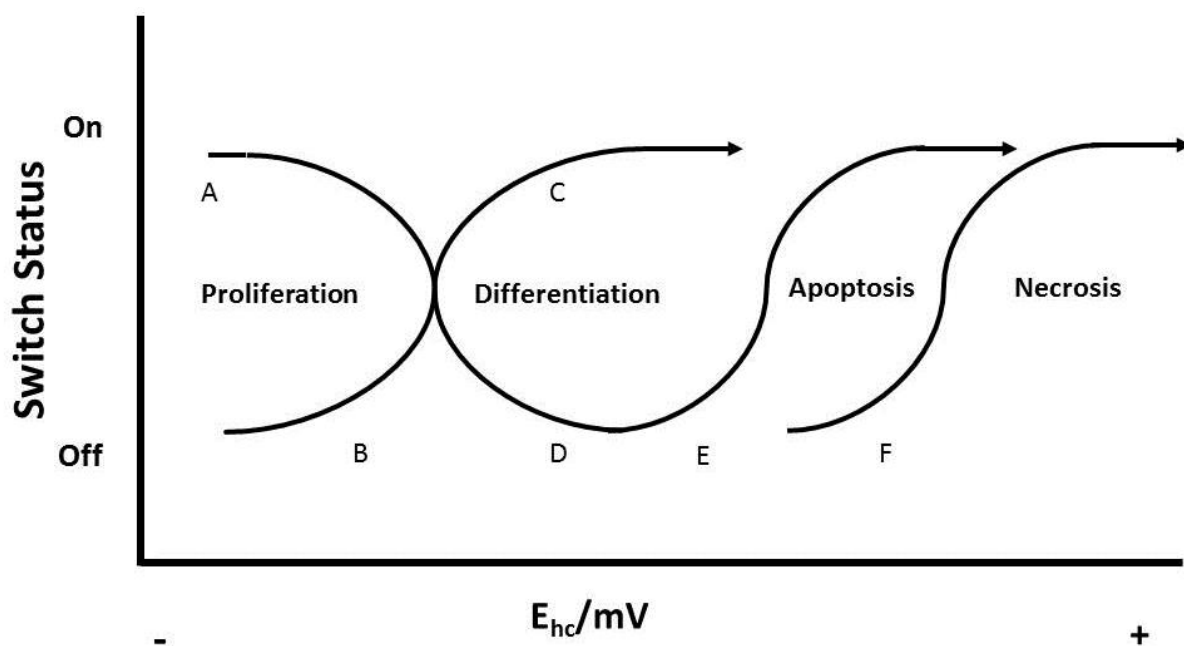 On
A
C
Switch Status
Proliferation
Differentiation
Apoptosis
Necrosis
Off
B
D
E
F
E_hc/mV
-
+